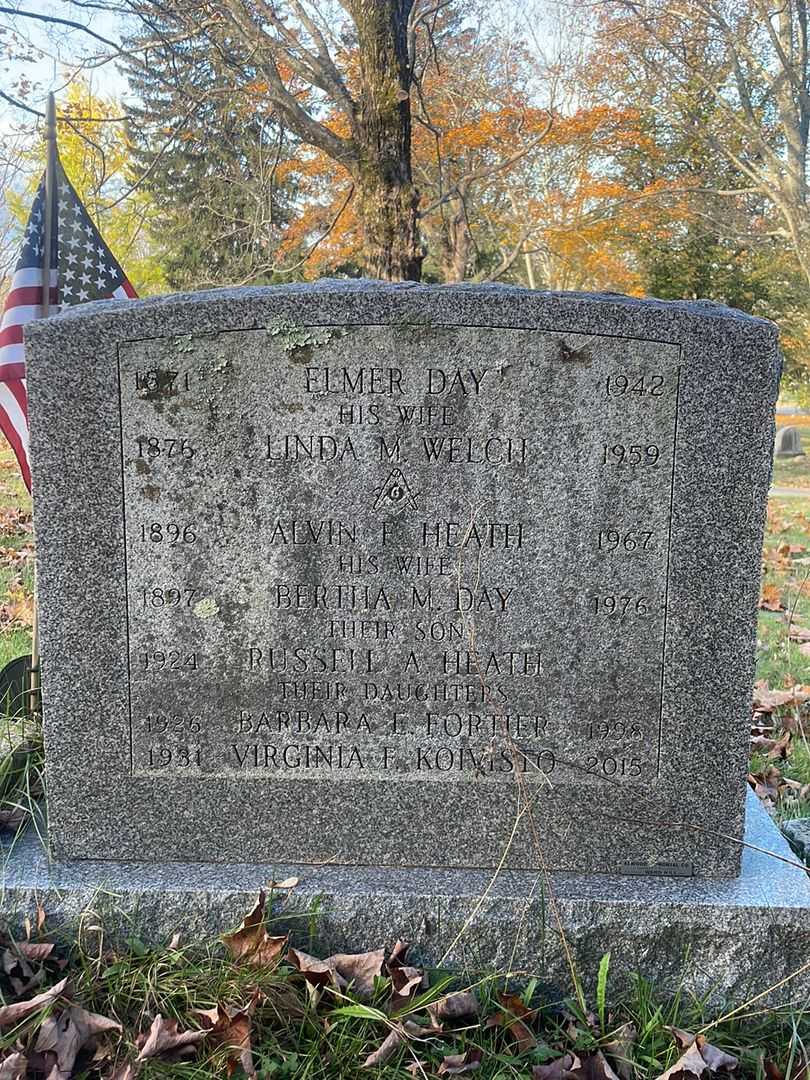 1871 ELMER DAY 1942
HIS WIFE
1876 LINDA M. WELCH 1959
G
1896 ALVIN F. HEATH 1967
HIS WIFE
1897 BERTHA M. DAY 1976
THEIR SON
1924 RUSSELL A. HEATH
THEIR DAUGHTERS
1926 BARBARA E. FORTIER 1998
1931 VIRGINIA F. KOIVISTO 2015